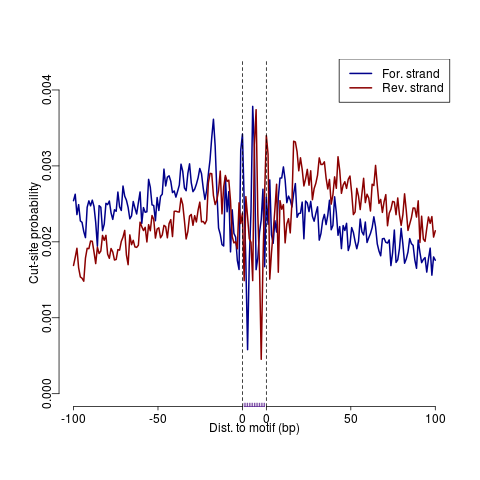 For. strand
Rev. strand
Cut-site probability
0.004
0.003
0.002
0.001
0.000
-100 -50 0 0 50 100
Dist. to motif (bp)